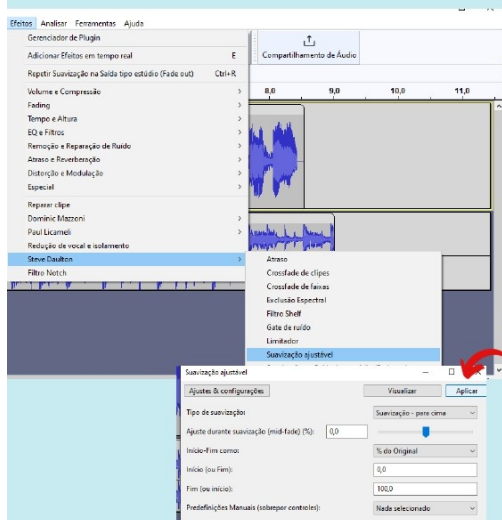 Efeitos Analisar Ferramentas Ajuda
Gerenciador de Plugin
Adicionar Efeitos em tempo real E
Compartilhamento de Áudio
Repetir Suavização na Saída tipo estúdio (Fade out) Ctrl+R
Volume e Compressão
8,0 9,0 10,0 11,0
Fading
Tempo e Altura
EQ e Filtros
Remoção e Reparação de Ruído
Atraso e Reverberação
Distorção e Modulação
Especial
Reparar clipe
Dominic Mazzoni
Paul Licameli
Redução de vocal e isolamento
Steve Daulton
Filtro Notch
Atraso
Crossfade de clipes
Crossfade de faixas
Exclusão Espectral
Filtro Shelf
Gate de ruído
Limitador
Suavização ajustável
Suavização ajustável
Ajustes & configurações Visualizar Aplicar
Tipo de suavização: Suavização - para cima
Ajuste durante suavização (mid-fade) (%): 0,0
Início-Fim como: % do Original
Início (ou Fim): 0,0
Fim (ou início): 100,0
Predefinições Manuais (sobrepor controles): Nada selecionado